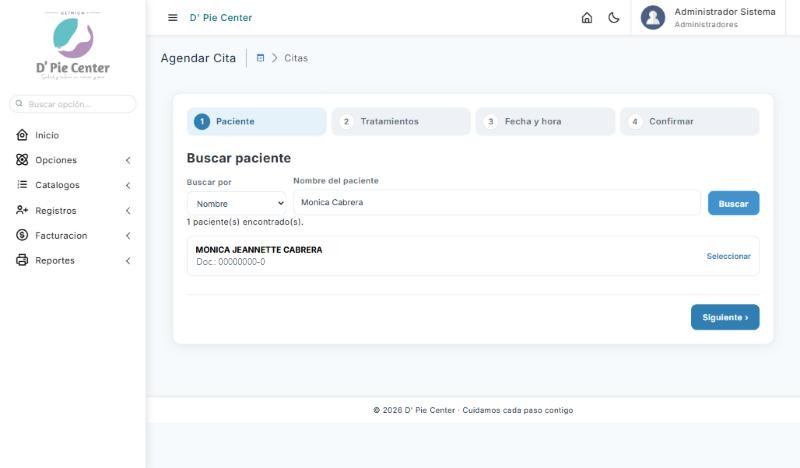 CLINICA
D' Pie Center
Buscar opción...
Inicio
Opciones
Catalogos
Registros
Facturacion
Reportes
D' Pie Center
Administrador Sistema
Administradores
Agendar Cita
Citas
1 Paciente
2 Tratamientos
3 Fecha y hora
4 Confirmar
Buscar paciente
Buscar por
Nombre del paciente
Nombre
Monica Cabrera
Buscar
1 paciente(s) encontrado(s).
MONICA JEANNETTE CABRERA
Doc.: 00000000-0
Seleccionar
Siguiente ›
© 2026 D' Pie Center · Cuidamos cada paso contigo